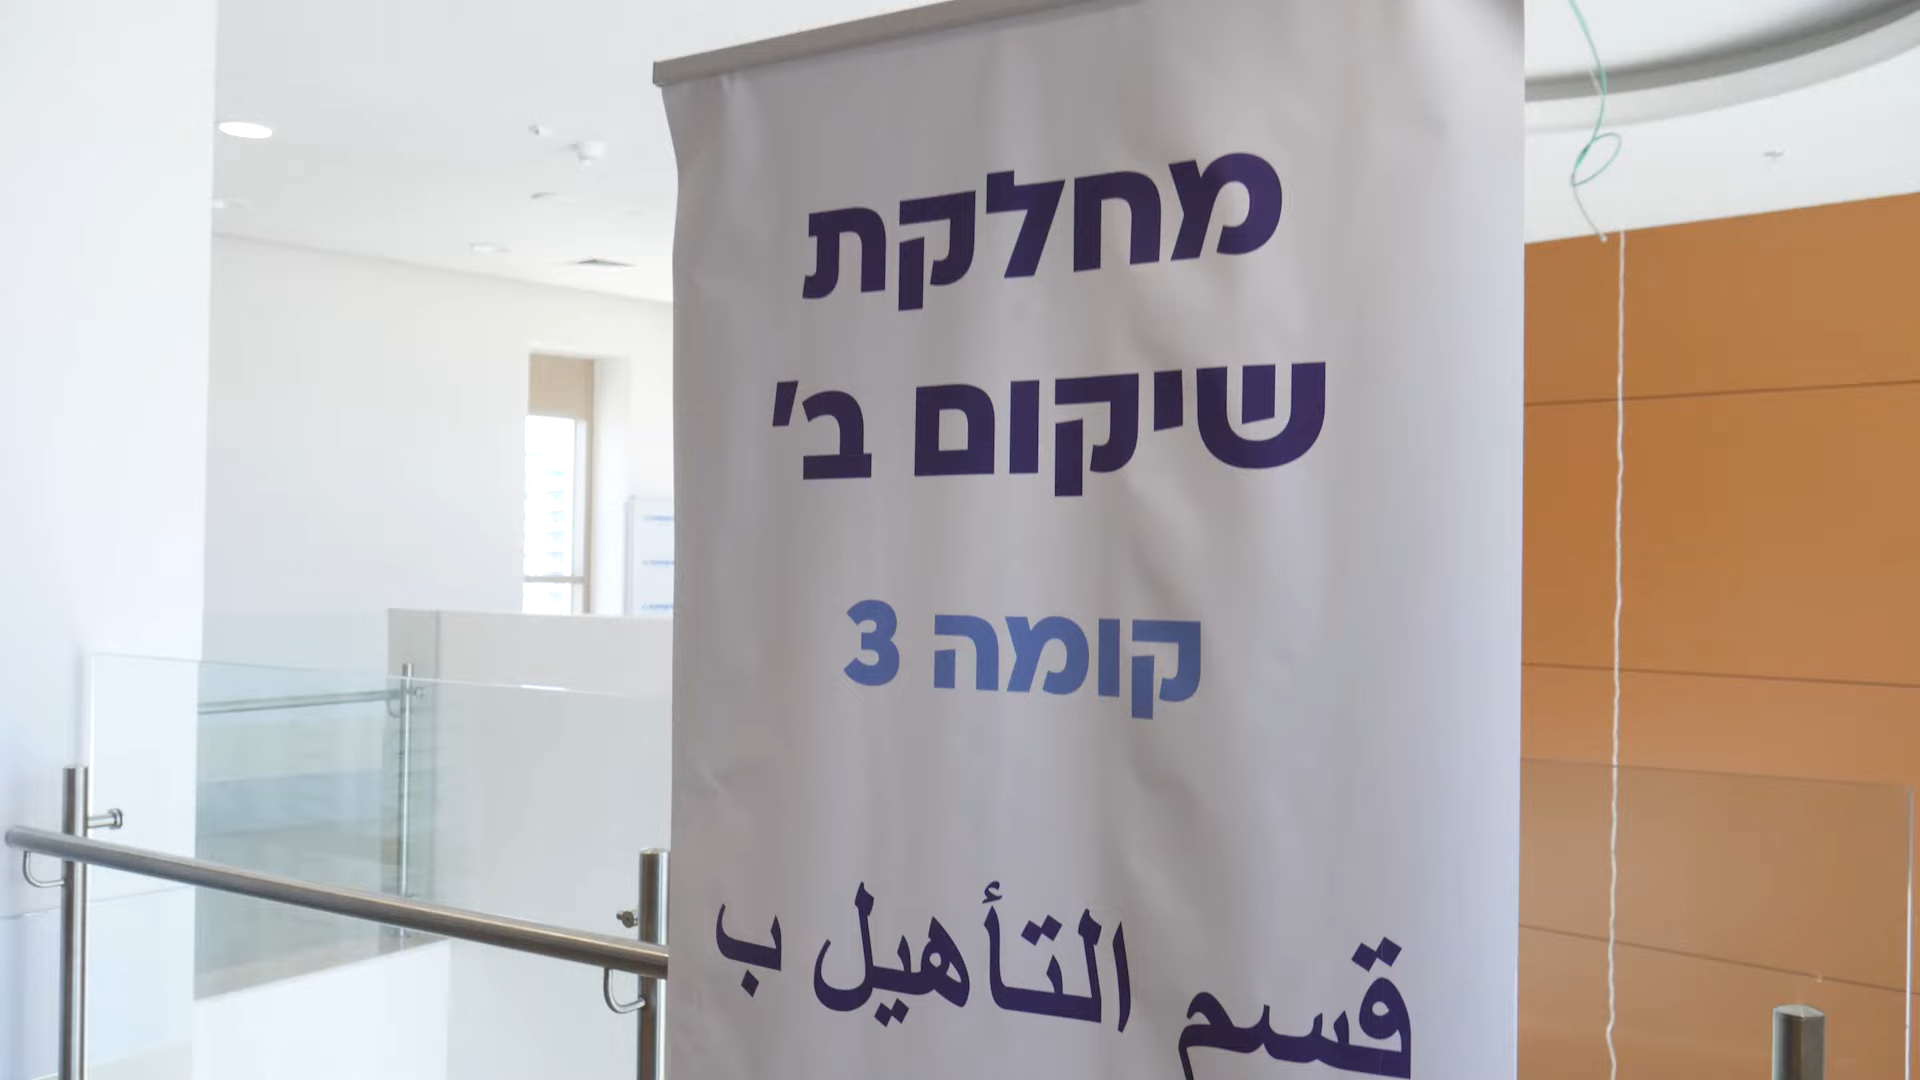 מחלקת
שיקום ב'
קומה 3
قسم التأهيل ب